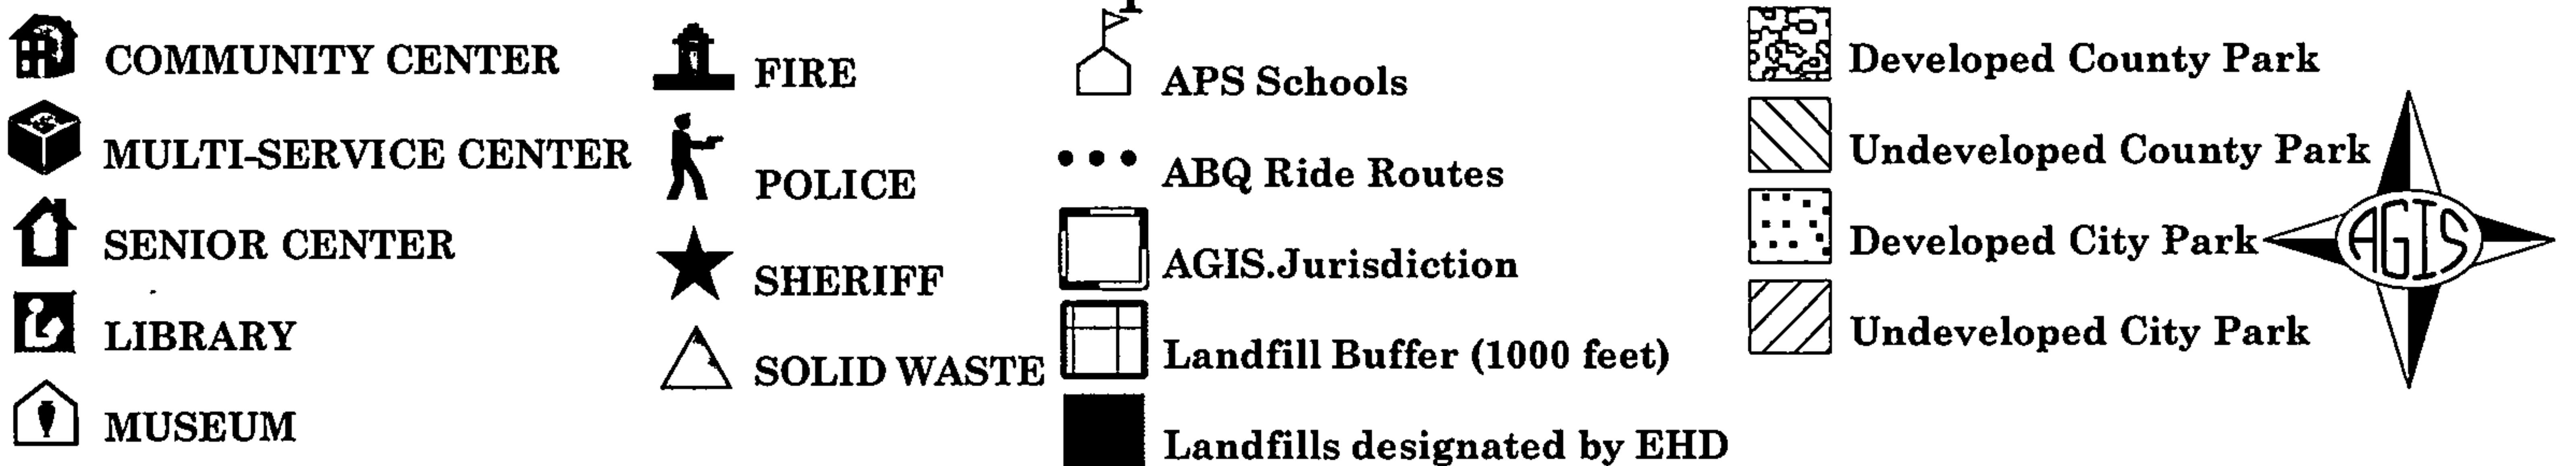 COMMUNITY CENTER
MULTI-SERVICE CENTER
SENIOR CENTER
LIBRARY
MUSEUM
FIRE
POLICE
SHERIFF
SOLID WASTE
APS Schools
ABQ Ride Routes
AGIS.Jurisdiction
Landfill Buffer (1000 feet)
Landfills designated by EHD
Developed County Park
Undeveloped County Park
Developed City Park
Undeveloped City Park
AGIS